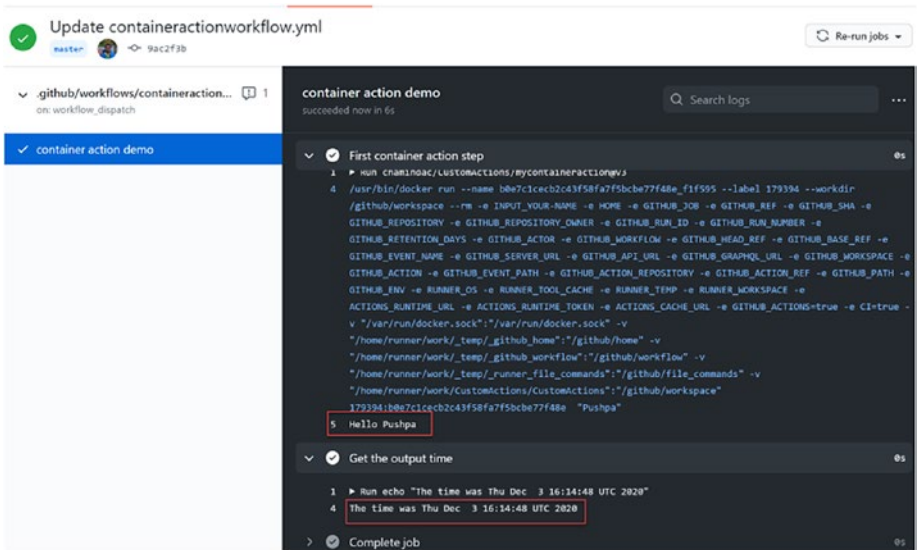 Update containeractionworkflow.yml
master 9ac2f3b
Re-run jobs
.github/workflows/containeraction... 1
on: workflow_dispatch
container action demo
container action demo
succeeded now in 6s
Search logs
First container action step 0s
1 Run chamindac/CustomActions/mycontaineraction@v3
4 /usr/bin/docker run --name b0e7c1cecb2c43f58fa7f5bcbe77f48e_f1f595 --label 179394 --workdir
/github/workspace --rm -e INPUT_YOUR-NAME -e HOME -e GITHUB_JOB -e GITHUB_REF -e GITHUB_SHA -e
GITHUB_REPOSITORY -e GITHUB_REPOSITORY_OWNER -e GITHUB_RUN_ID -e GITHUB_RUN_NUMBER -e
GITHUB_RETENTION_DAYS -e GITHUB_ACTOR -e GITHUB_WORKFLOW -e GITHUB_HEAD_REF -e GITHUB_BASE_REF -e
GITHUB_EVENT_NAME -e GITHUB_SERVER_URL -e GITHUB_API_URL -e GITHUB_GRAPHQL_URL -e GITHUB_WORKSPACE -e
GITHUB_ACTION -e GITHUB_EVENT_PATH -e GITHUB_ACTION_REPOSITORY -e GITHUB_ACTION_REF -e GITHUB_PATH -e
GITHUB_ENV -e RUNNER_OS -e RUNNER_TOOL_CACHE -e RUNNER_TEMP -e RUNNER_WORKSPACE -e
ACTIONS_RUNTIME_URL -e ACTIONS_RUNTIME_TOKEN -e ACTIONS_CACHE_URL -e GITHUB_ACTIONS=true -e CI=true -
v "/var/run/docker.sock":"/var/run/docker.sock" -v
"/home/runner/work/_temp/_github_home":"/github/home" -v
"/home/runner/work/_temp/_github_workflow":"/github/workflow" -v
"/home/runner/work/_temp/_runner_file_commands":"/github/file_commands" -v
"/home/runner/work/CustomActions/CustomActions":"/github/workspace"
179394:b0e7c1cecb2c43f58fa7f5bcbe77f48e "Pushpa"
5 Hello Pushpa
Get the output time 0s
1 Run echo "The time was Thu Dec  3 16:14:48 UTC 2020"
4 The time was Thu Dec  3 16:14:48 UTC 2020
Complete job 0s